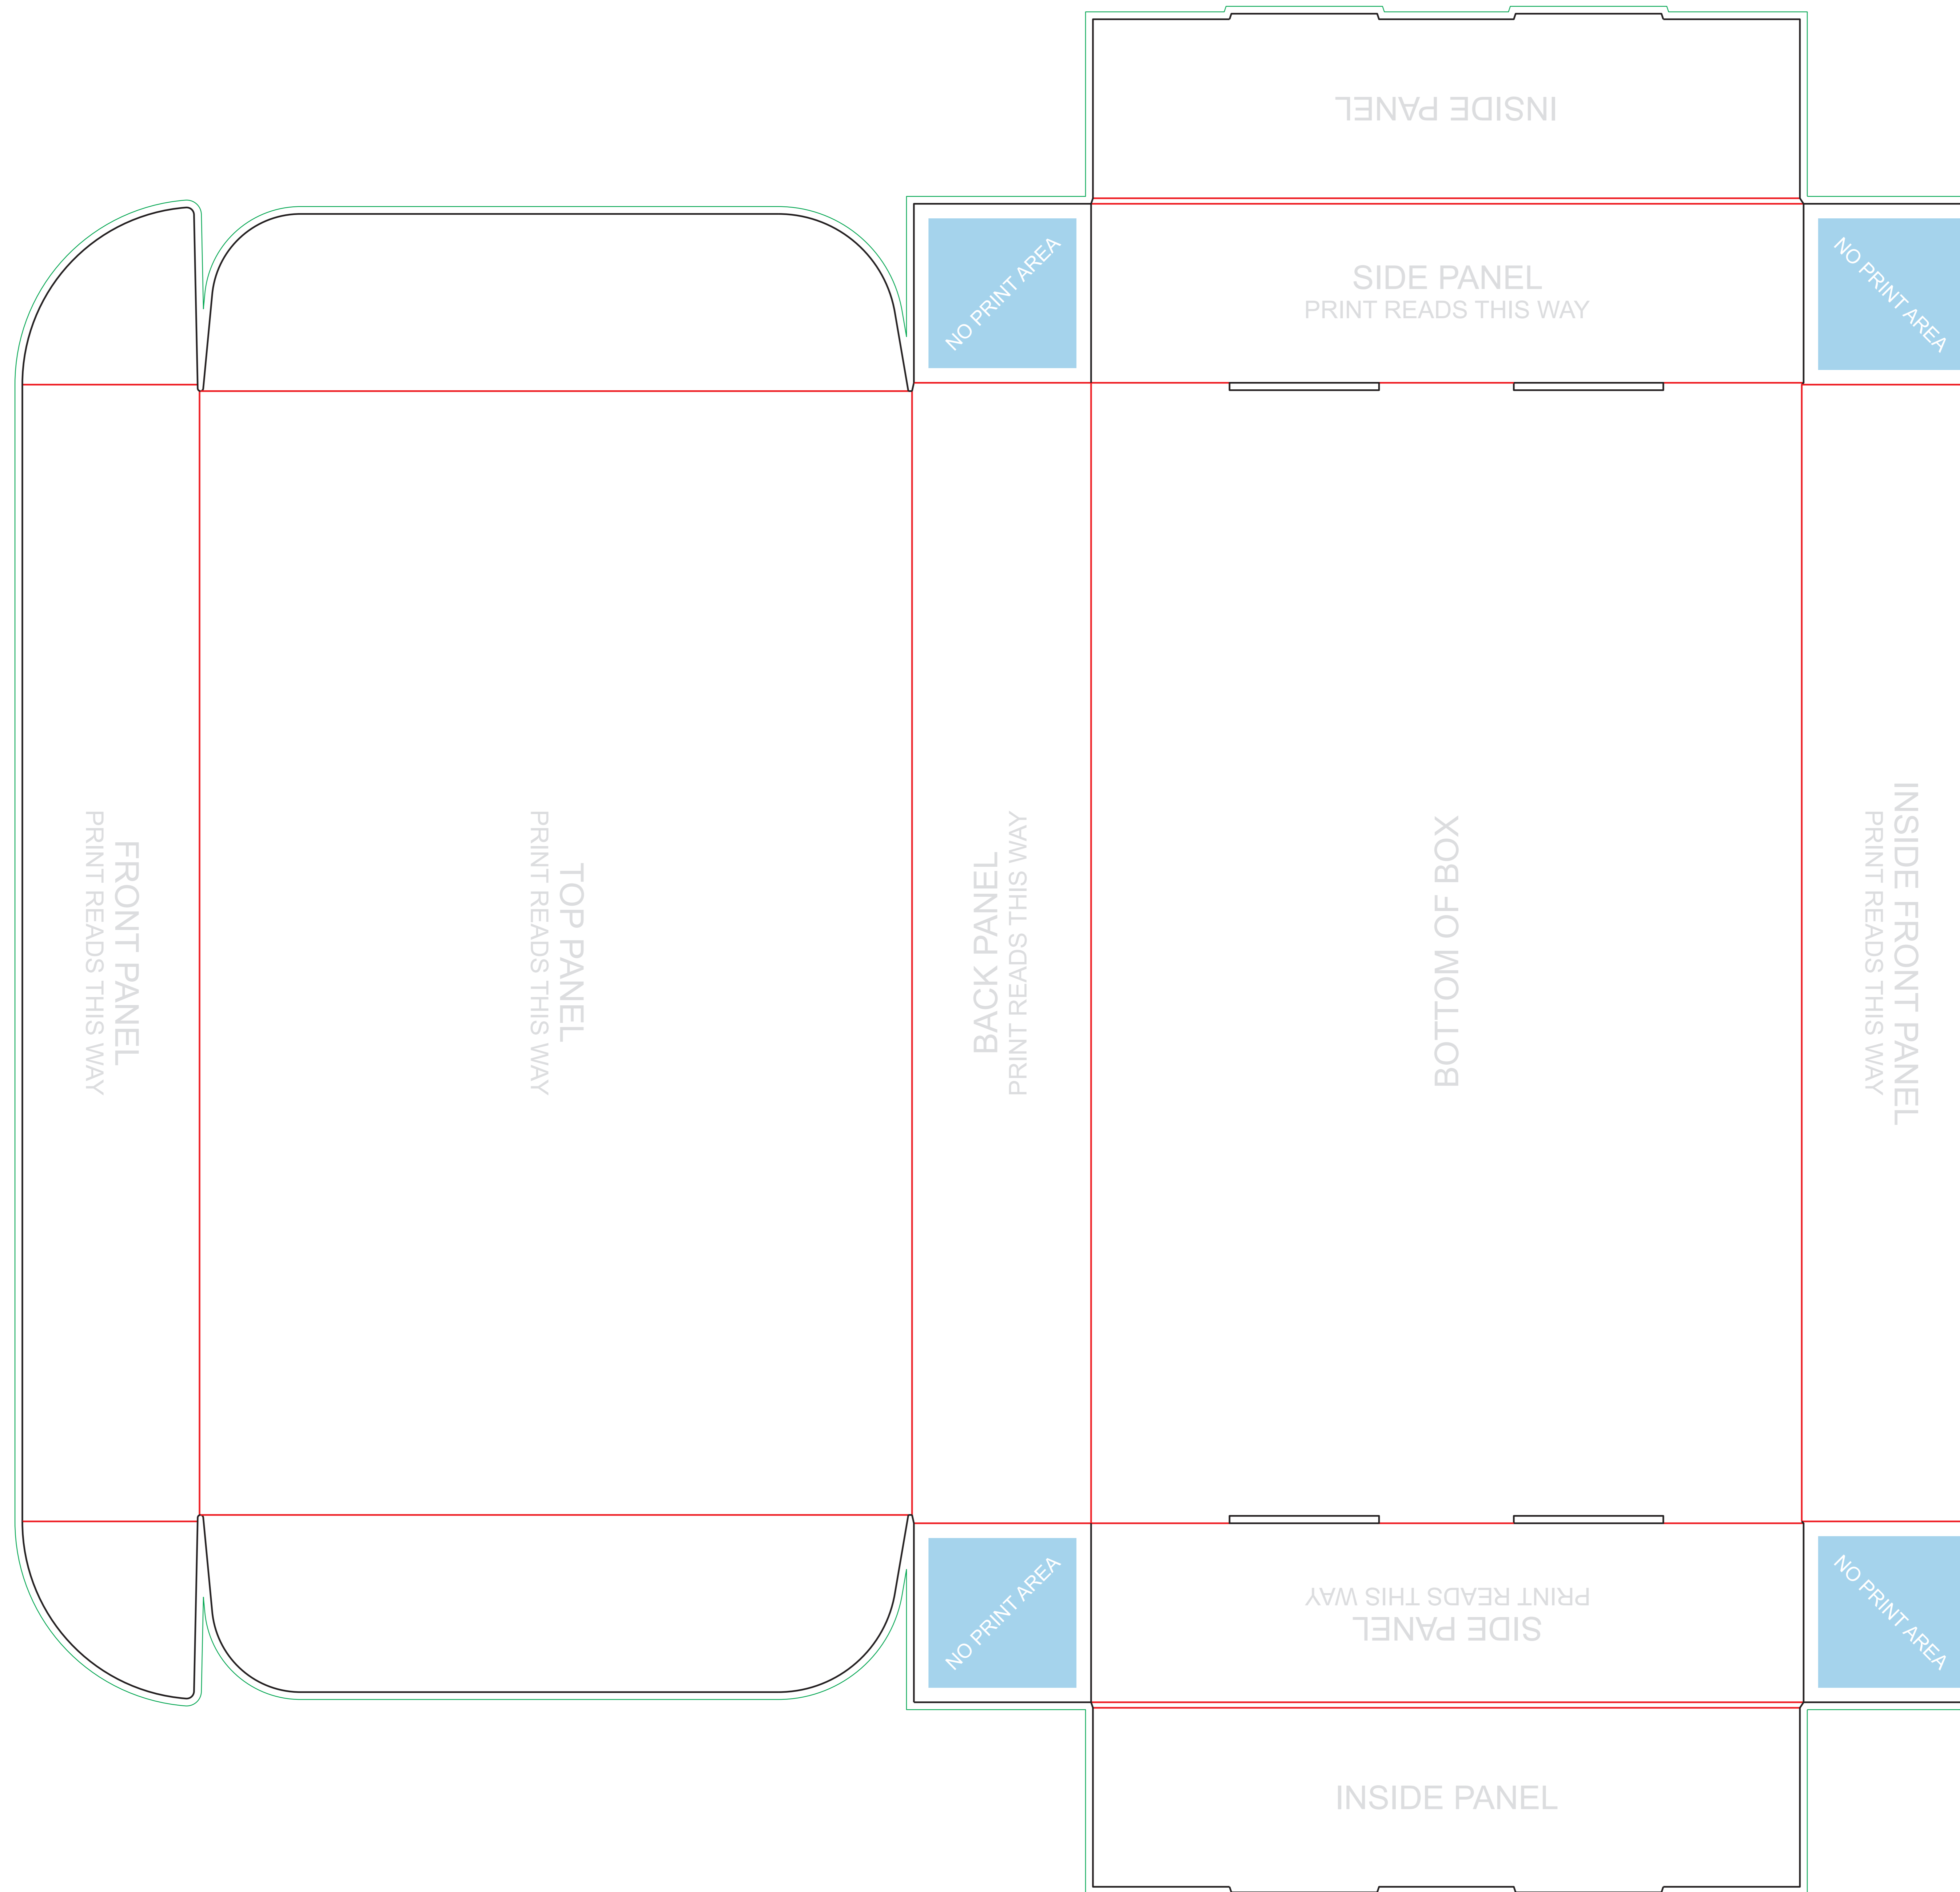 INSIDE PANEL
NO PRINT AREA
SIDE PANEL
PRINT READS THIS WAY
NO PRINT AREA
FRONT PANEL
PRINT READS THIS WAY
TOP PANEL
PRINT READS THIS WAY
BACK PANEL
PRINT READS THIS WAY
BOTTOM OF BOX
INSIDE FRONT PANEL
PRINT READS THIS WAY
NO PRINT AREA
SIDE PANEL
PRINT READS THIS WAY
NO PRINT AREA
INSIDE PANEL